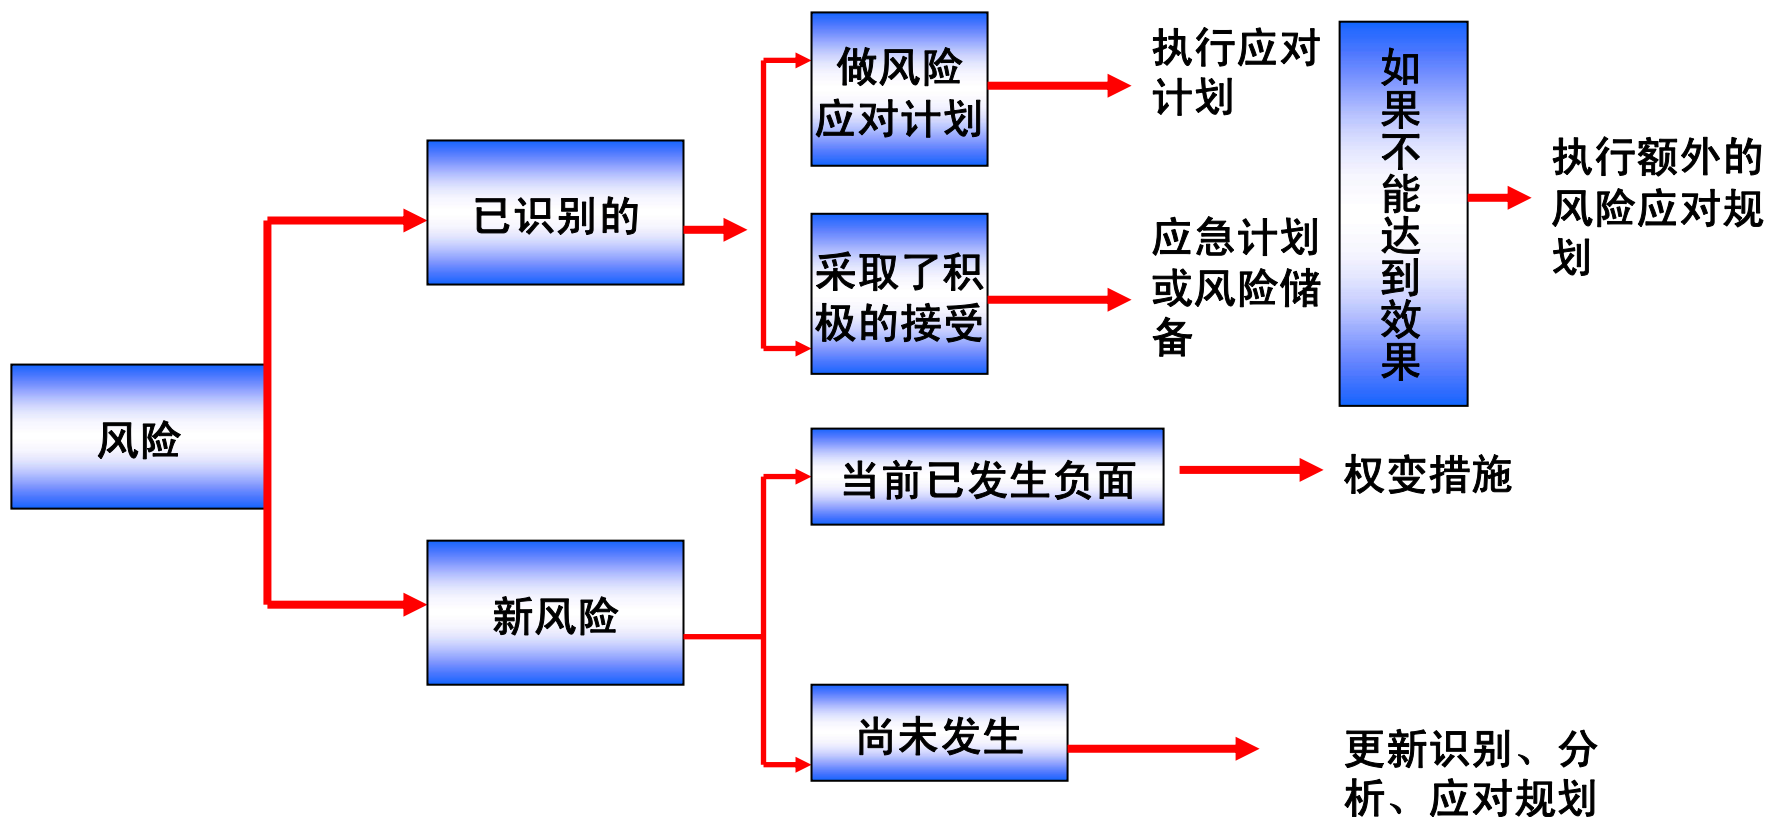 风险
已识别的
做风险
应对计划
执行应对
计划
采取了积
极的接受
应急计划
或风险储
备
如果不能达到效果
执行额外的
风险应对规
划
新风险
当前已发生负面
权变措施
尚未发生
更新识别、分
析、应对规划